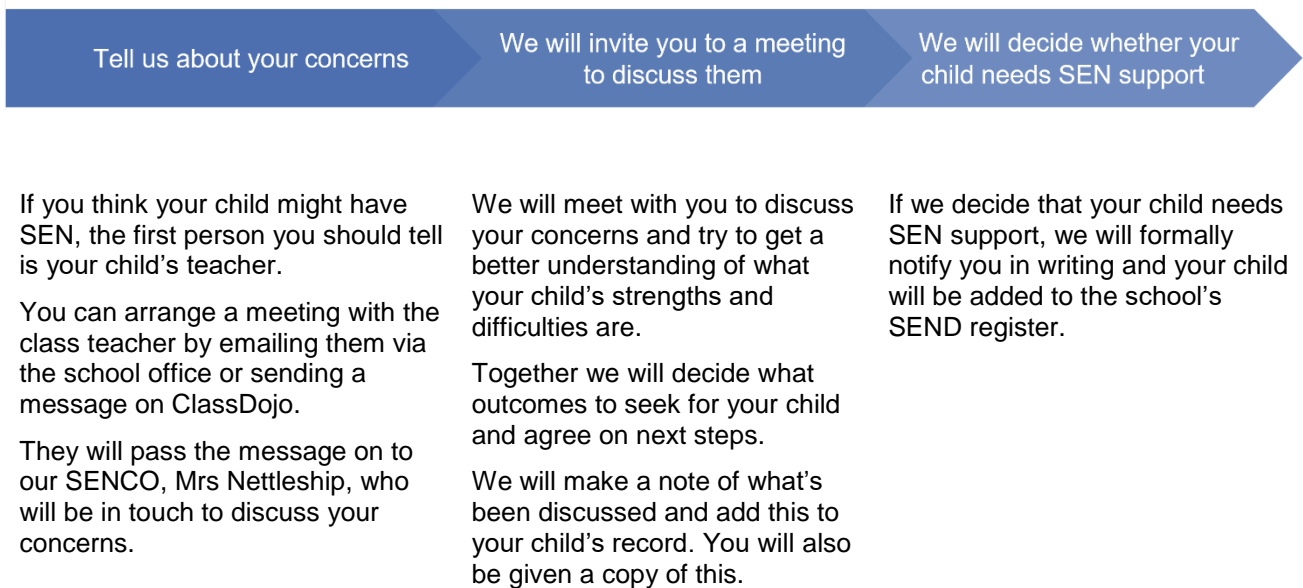 Tell us about your concerns
We will invite you to a meeting
to discuss them
We will decide whether your
child needs SEN support
If you think your child might have
SEN, the first person you should tell
is your child’s teacher.
You can arrange a meeting with the
class teacher by emailing them via
the school office or sending a
message on ClassDojo.
They will pass the message on to
our SENCO, Mrs Nettleship, who
will be in touch to discuss your
concerns.
We will meet with you to discuss
your concerns and try to get a
better understanding of what
your child’s strengths and
difficulties are.
Together we will decide what
outcomes to seek for your child
and agree on next steps.
We will make a note of what’s
been discussed and add this to
your child’s record. You will also
be given a copy of this.
If we decide that your child needs
SEN support, we will formally
notify you in writing and your child
will be added to the school’s
SEND register.